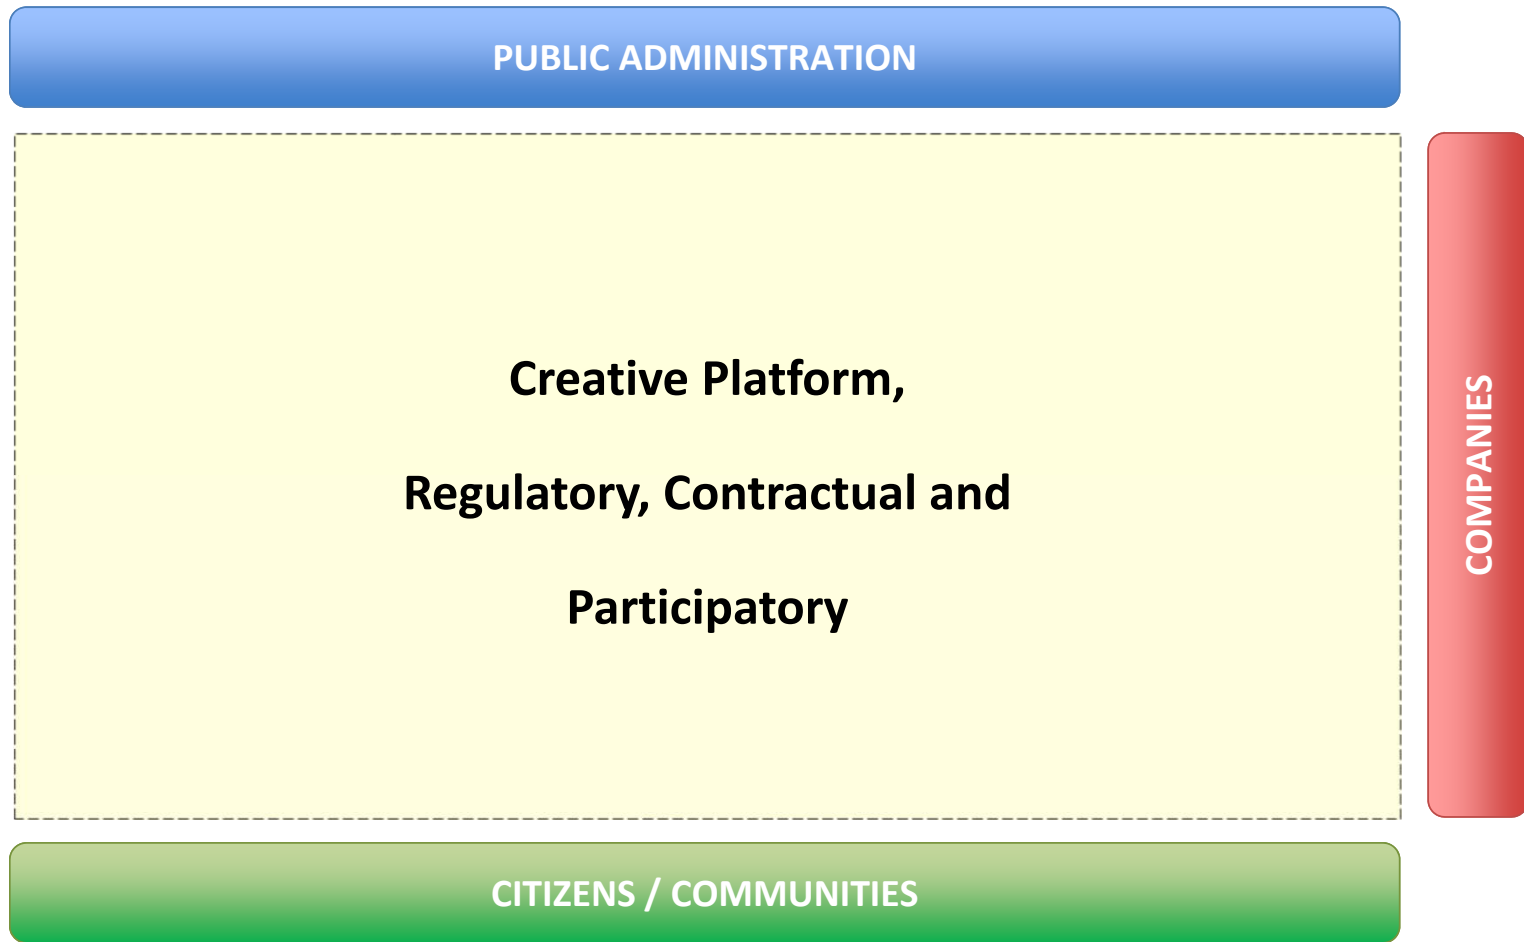 PUBLIC ADMINISTRATION
Creative Platform,
Regulatory, Contractual and
Participatory
COMPANIES
CITIZENS / COMMUNITIES